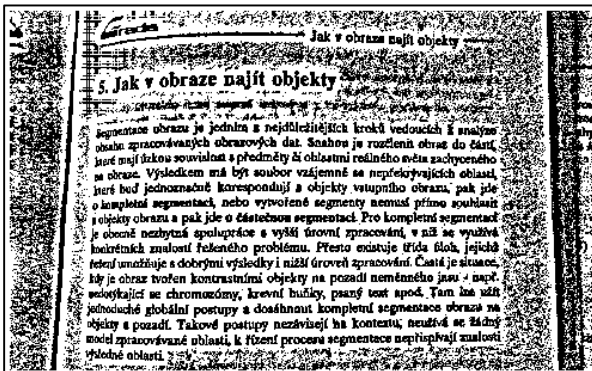 Jak v obraze najít objekty
5. Jak v obraze najít objekty
Segmentace obrazu je jedním z nejdůležitějších kroků vedoucích k analýze
obsahu zpracovávaných obrazových dat. Snahou je rozčlenit obraz do částí,
které mají úzkou souvislost s předměty či oblastmi reálného světa zachyceného
na obraze. Výsledkem má být soubor vzájemně se nepřekrývajících oblastí,
které buď jednoznačně korespondují s objekty vstupního obrazu, pak jde
o kompletní segmentaci, nebo vytvořené segmenty nemusí přímo souhlasit
s objekty obrazu a pak jde o částečnou segmentaci. Pro kompletní segmentaci
je obecně nezbytná spolupráce s vyšší úrovní zpracování, v níž se využívá
konkrétních znalostí řešeného problému. Přesto existuje třída úloh, jejichž
řešení umožňuje s dobrými výsledky i nižší úroveň zpracování. Častá je situace,
kdy je obraz tvořen kontrastními objekty na pozadí neměnného jasu - např.
nedotýkající se chromozómy, krevní buňky, psaný text apod. Tam lze užít
jednoduché globální postupy a dosáhnout kompletní segmentace obrazu na
objekty a pozadí. Takové postupy nezávisejí na kontextu, neužívá se žádný
model zpracovávané oblasti, k řízení procesu segmentace nepřispívají znalosti
výsledné oblasti.